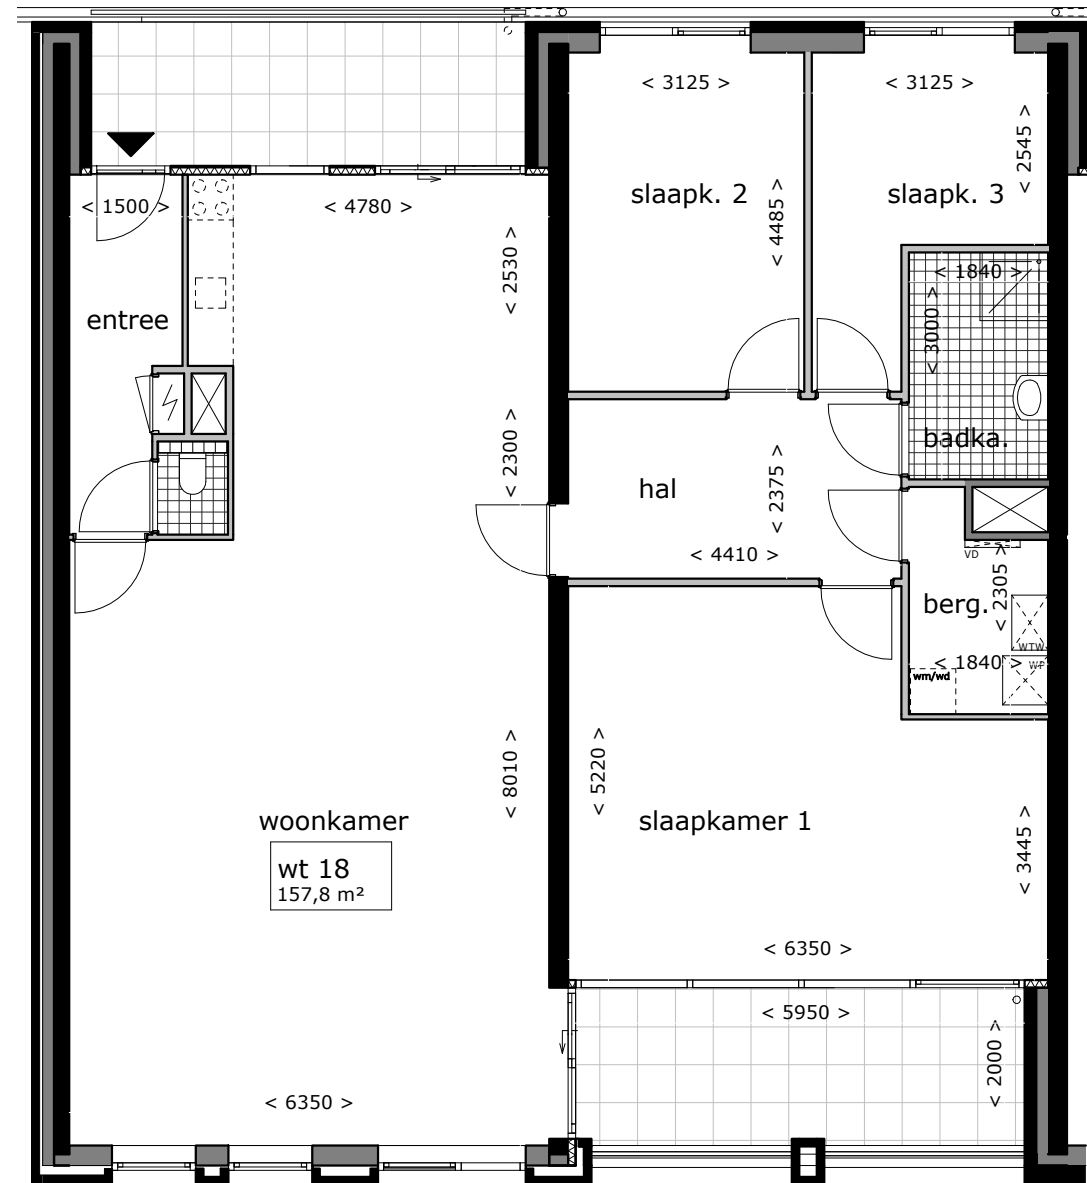 < 3125 >
< 3125 >
< 2545 >
slaapk. 2
slaapk. 3
< 1500 >
< 4780 >
< 4485 >
< 2530 >
< 1840 >
< 3000 >
entree
badka.
< 2300 >
hal
< 2375 >
< 4410 >
VD
< 2305 >
berg.
WTW
< 1840 >
WP
wm/wd
< 8010 >
< 5220 >
woonkamer
slaapkamer 1
< 3445 >
wt 18
157,8 m²
< 6350 >
< 5950 >
< 2000 >
< 6350 >